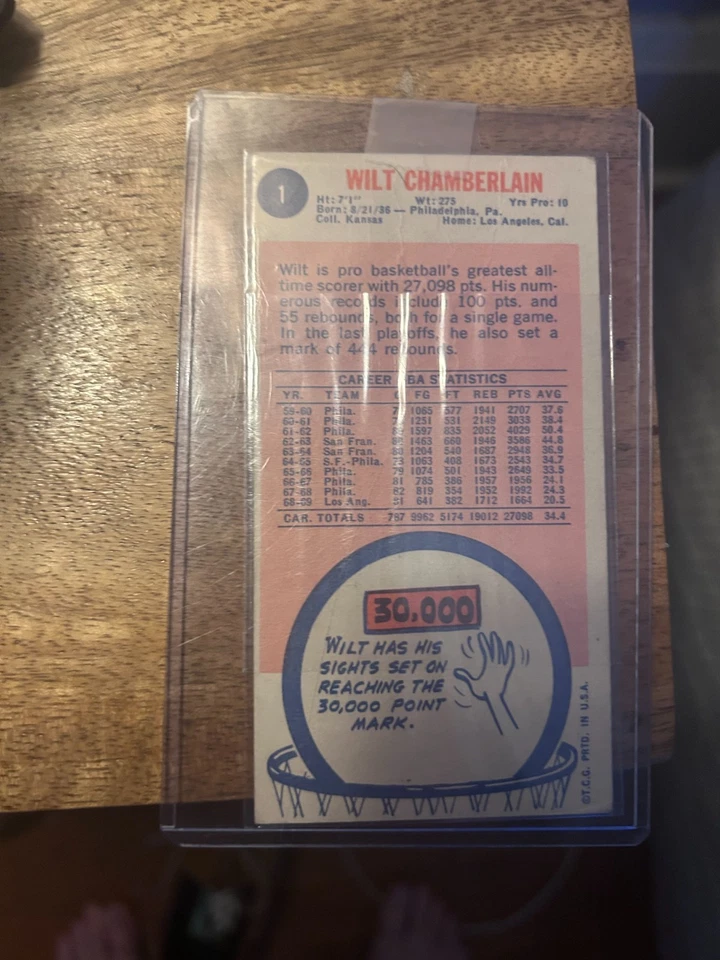 1
WILT CHAMBERLAIN
Ht: 7'1" Wt: 275 Yrs Pro: 10
Born: 8/21/36 — Philadelphia, Pa.
Coll. Kansas Home: Los Angeles, Cal.
Wilt is pro basketball's greatest all-
time scorer with 27,098 pts. His num-
erous records include 100 pts. and
55 rebounds, both for a single game.
In the last playoffs, he also set a
mark of 444 rebounds.
CAREER NBA STATISTICS
YR. TEAM G FG FT REB PTS AVG
59-60 Phila. 1065 577 1941 2707 37.6
60-61 Phila. 1251 531 2149 3033 38.4
61-62 Phila. 1597 835 2052 4029 50.4
62-63 San Fran. 1463 660 1946 3586 44.8
63-64 San Fran. 1204 540 1687 2948 36.9
64-65 S.F.-Phila. 73 1063 408 1673 2543 34.7
65-66 Phila. 79 1074 501 1943 2649 33.5
66-67 Phila. 81 785 386 1957 1956 24.1
67-68 Phila. 82 819 354 1952 1992 24.3
68-69 Los Ang. 81 641 382 1712 1664 20.5
CAR. TOTALS 787 9962 5174 19012 27098 34.4
30,000
WILT HAS HIS
SIGHTS SET ON
REACHING THE
30,000 POINT
MARK.
©T.C.G. PRTD. IN U.S.A.